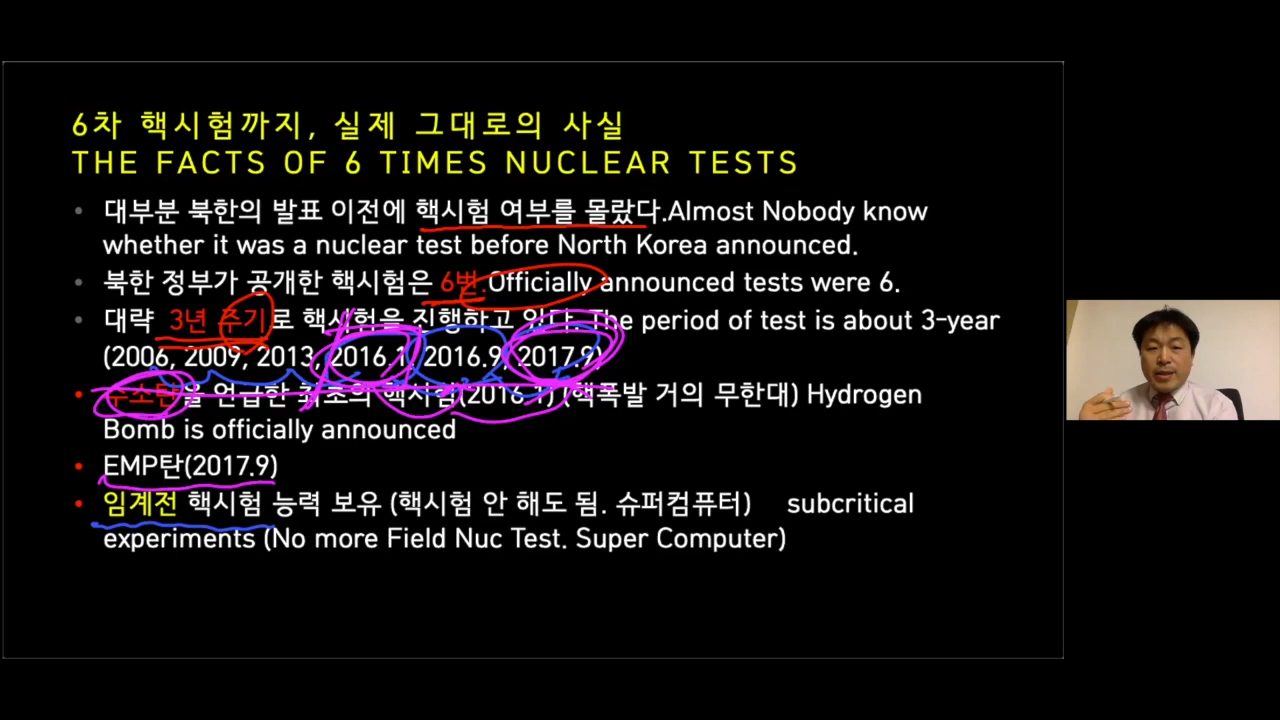 6차 핵시험까지, 실제 그대로의 사실
THE FACTS OF 6 TIMES NUCLEAR TESTS
• 대부분 북한의 발표 이전에 핵시험 여부를 몰랐다.Almost Nobody know
whether it was a nuclear test before North Korea announced.
• 북한 정부가 공개한 핵시험은 6번.Officially announced tests were 6.
• 대략 3년 주기로 핵시험을 진행하고 있다. The period of test is about 3-year
(2006, 2009, 2013, 2016.1, 2016.9, 2017.9)
• 수소탄을 언급한 최초의 핵시험(2016.1) (핵폭발 거의 무한대) Hydrogen
Bomb is officially announced
• EMP탄(2017.9)
• 임계전 핵시험 능력 보유 (핵시험 안 해도 됨. 슈퍼컴퓨터) subcritical
experiments (No more Field Nuc Test. Super Computer)